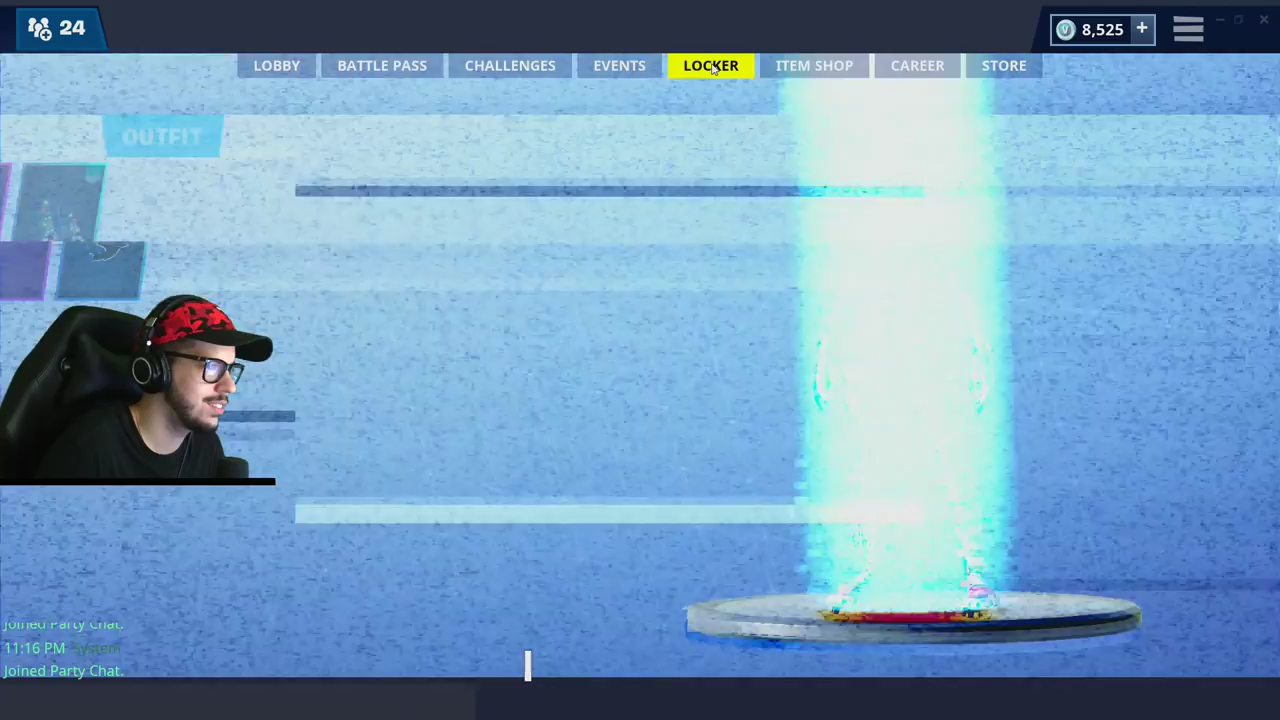 24
8,525 +
LOBBY BATTLE PASS CHALLENGES EVENTS LOCKER ITEM SHOP CAREER STORE
OUTFIT
Joined Party Chat.
11:16 PM System
Joined Party Chat.